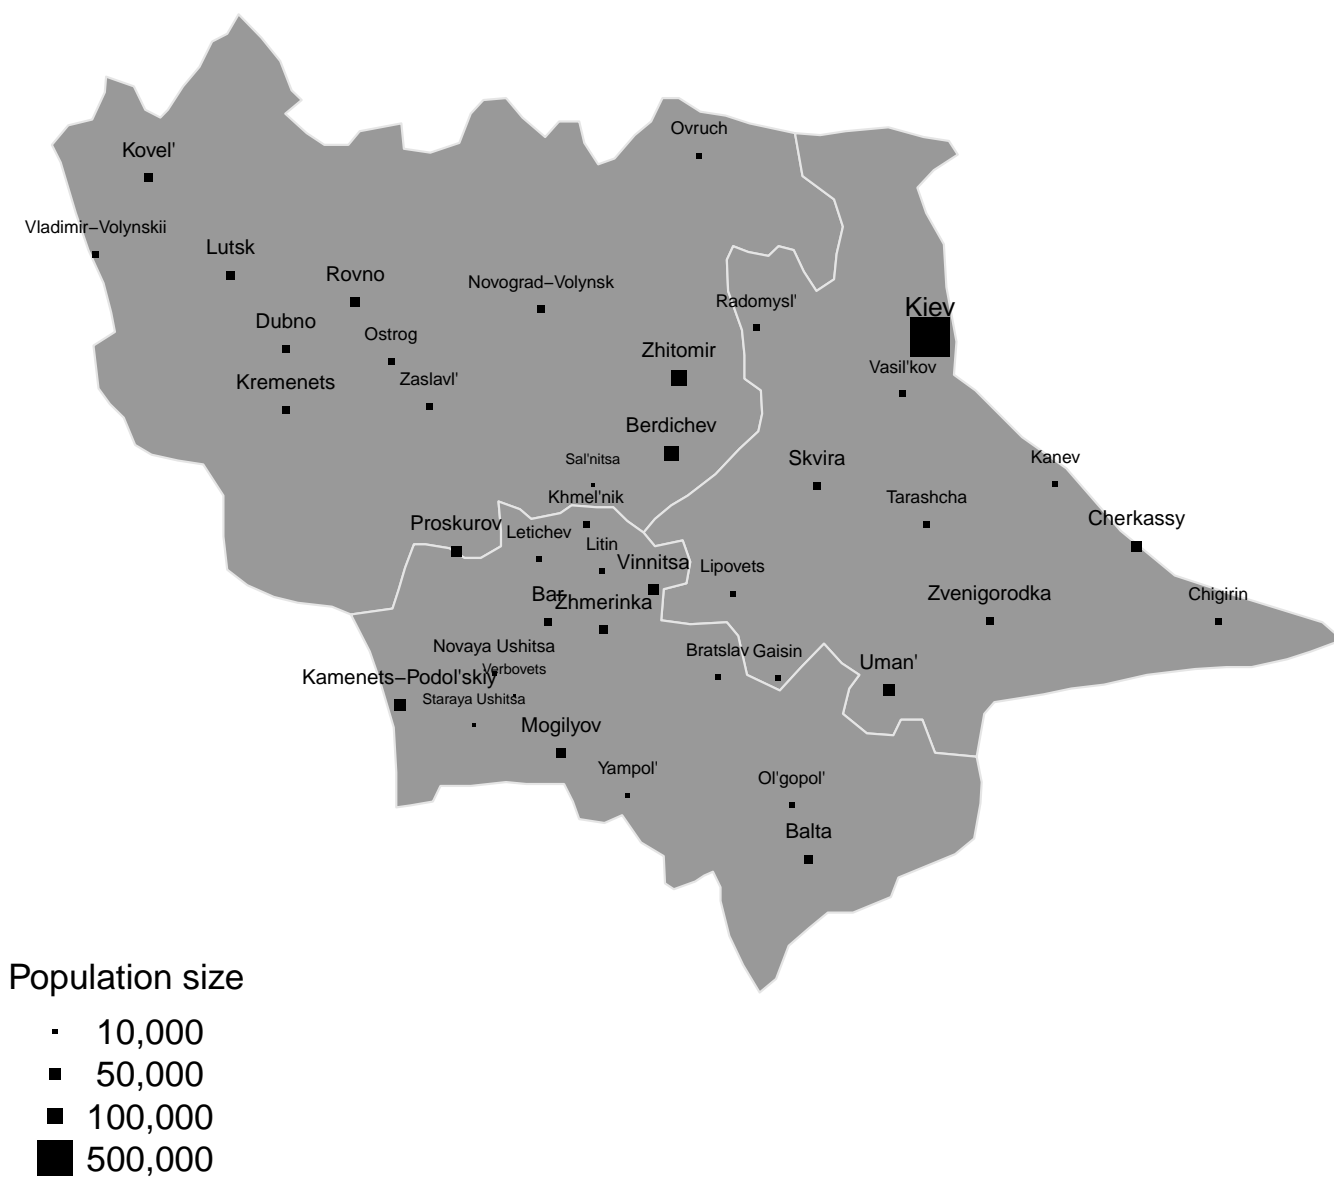 Ovruch
Kovel'
Vladimir−Volynskii
Lutsk
Rovno
Novograd−Volynsk
Radomysl'
Kiev
Dubno
Ostrog
Zhitomir
Vasil'kov
Kremenets
Zaslavl'
Berdichev
Sal'nitsa
Skvira
Kanev
Khmel'nik
Tarashcha
Cherkassy
Proskurov
Letichev
Litin
Vinnitsa
Lipovets
Bar
Zhmerinka
Zvenigorodka
Chigirin
Novaya Ushitsa
Bratslav
Gaisin
Uman'
Verbovets
Kamenets−Podol'skiy
Staraya Ushitsa
Mogilyov
Yampol'
Ol'gopol'
Balta
Population size
10,000
50,000
100,000
500,000